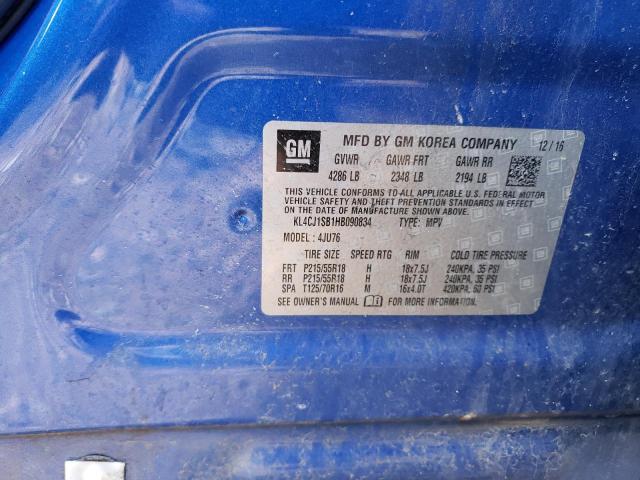 GM MFD BY GM KOREA COMPANY 12/16
GVWR GAWR FRT GAWR RR
4286 LB 2348 LB 2194 LB
THIS VEHICLE CONFORMS TO ALL APPLICABLE U.S. FEDERAL MOTOR
VEHICLE SAFETY AND THEFT PREVENTION STANDARDS IN EFFECT
ON THE DATE OF MANUFACTURE SHOWN ABOVE.
KL4CJ1SB1HB090834 TYPE: MPV
MODEL: 4JU76
TIRE SIZE SPEED RTG RIM COLD TIRE PRESSURE
FRT P215/55R18 H 18x7.5J 240KPA, 35 PSI
RR P215/55R18 H 18x7.5J 240KPA, 35 PSI
SPA T125/70R16 M 16x4.0T 420KPA, 60 PSI
SEE OWNER'S MANUAL FOR MORE INFORMATION.